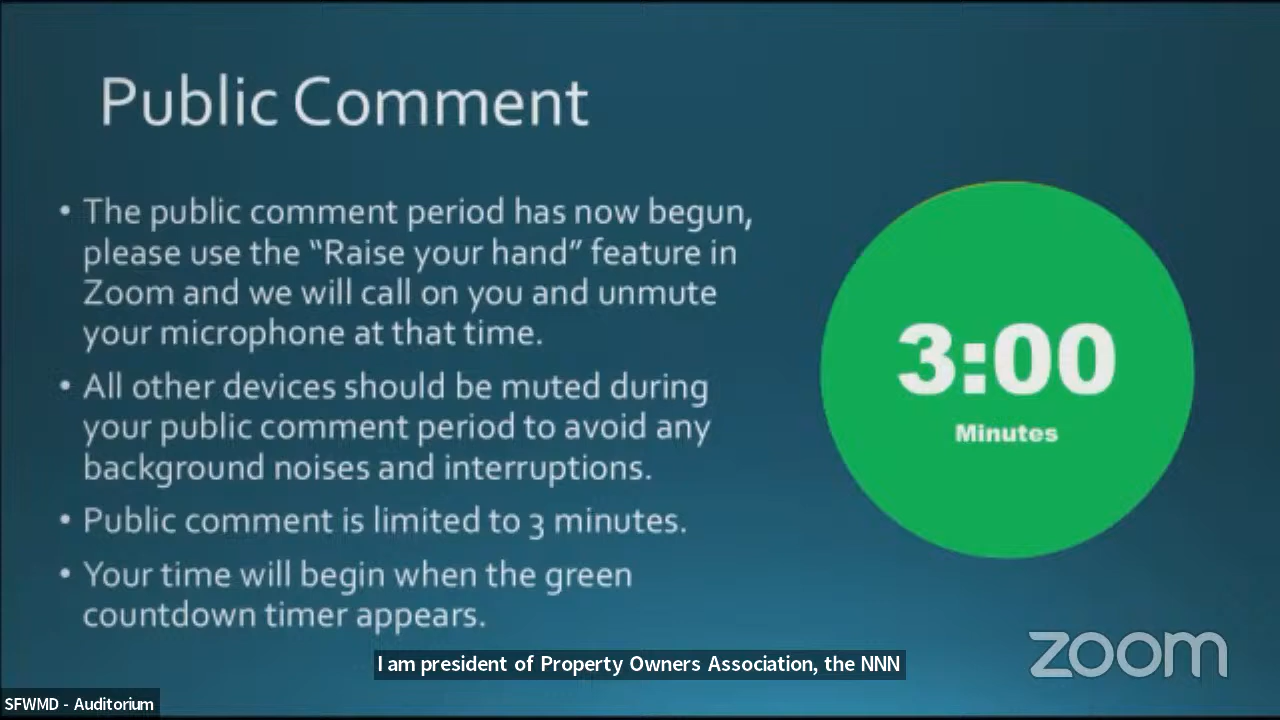 Public Comment
• The public comment period has now begun,
please use the “Raise your hand” feature in
Zoom and we will call on you and unmute
your microphone at that time.
• All other devices should be muted during
your public comment period to avoid any
background noises and interruptions.
• Public comment is limited to 3 minutes.
• Your time will begin when the green
countdown timer appears.
3:00
Minutes
I am president of Property Owners Association, the NNN
zoom
SFWMD - Auditorium